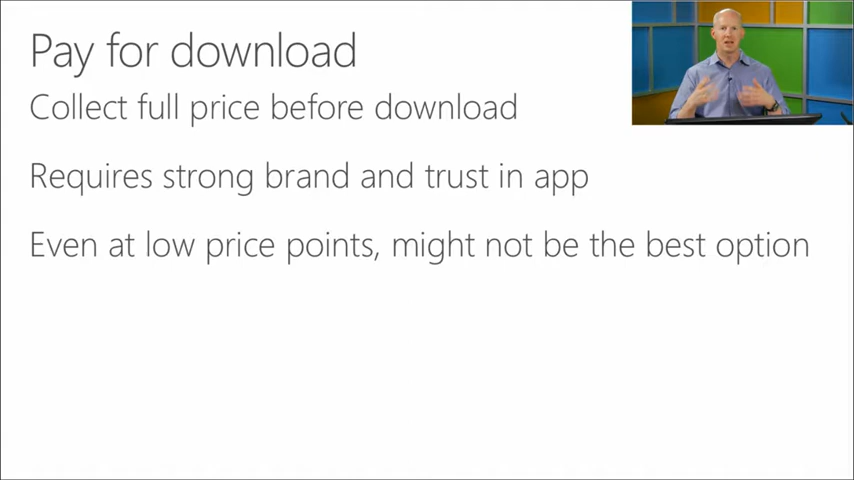 Pay for download
Collect full price before download
Requires strong brand and trust in app
Even at low price points, might not be the best option